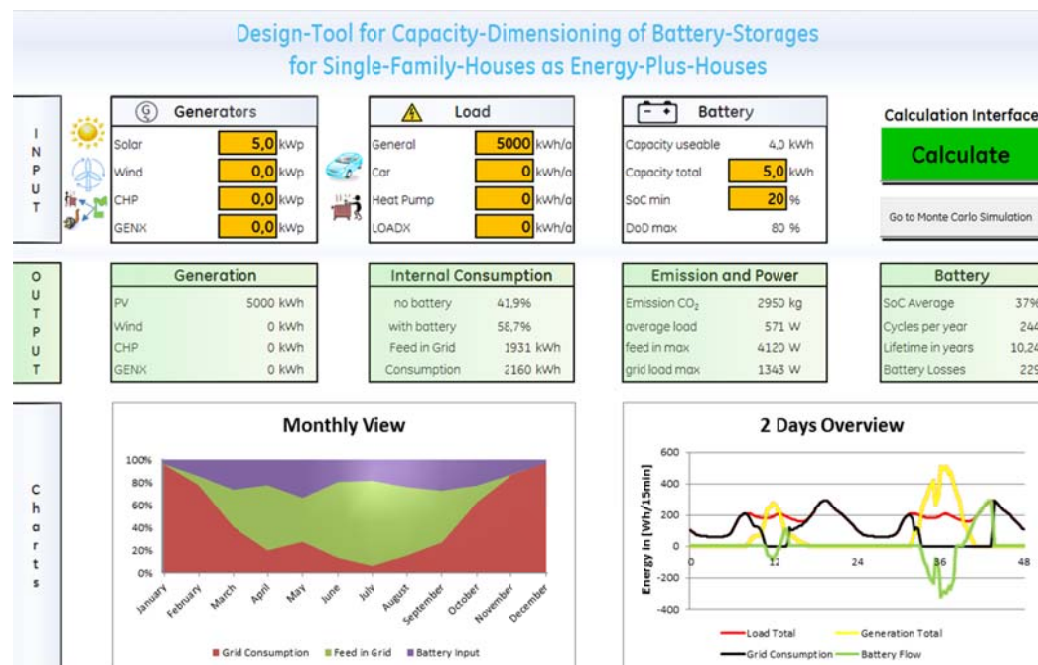 Design-Tool for Capacity-Dimensioning of Battery-Storages
for Single-Family-Houses as Energy-Plus-Houses
INPUT
G
Generators
Solar 5,0 kWp
Wind 0,0 kWp
CHP 0,0 kWp
GENX 0,0 kWp
Load
General 5000 kWh/a
Car 0 kWh/a
Heat Pump 0 kWh/a
LOADX 0 kWh/a
- +
Battery
Capacity useable 4,0 kWh
Capacity total 5,0 kWh
SoC min 20 %
DoD max 80 %
Calculation Interface
Calculate
Go to Monte Carlo Simulation
OUTPUT
Generation
PV 5000 kWh
Wind 0 kWh
CHP 0 kWh
GENX 0 kWh
Internal Consumption
no battery 41,9%
with battery 58,7%
Feed in Grid 1931 kWh
Consumption 2160 kWh
Emission and Power
Emission CO₂ 2950 kg
average load 571 W
feed in max 4120 W
grid load max 1343 W
Battery
SoC Average 37%
Cycles per year 244
Lifetime in years 10,24
Battery Losses 229
Charts
Monthly View
100%
80%
60%
40%
20%
0%
January
February
March
April
May
June
July
August
September
October
November
December
Grid Consumption Feed in Grid Battery Input
2 Days Overview
Energy in [Wh/15min]
600
400
200
0
-200
-400
0 12 24 36 48
Load Total Generation Total
Grid Consumption Battery Flow